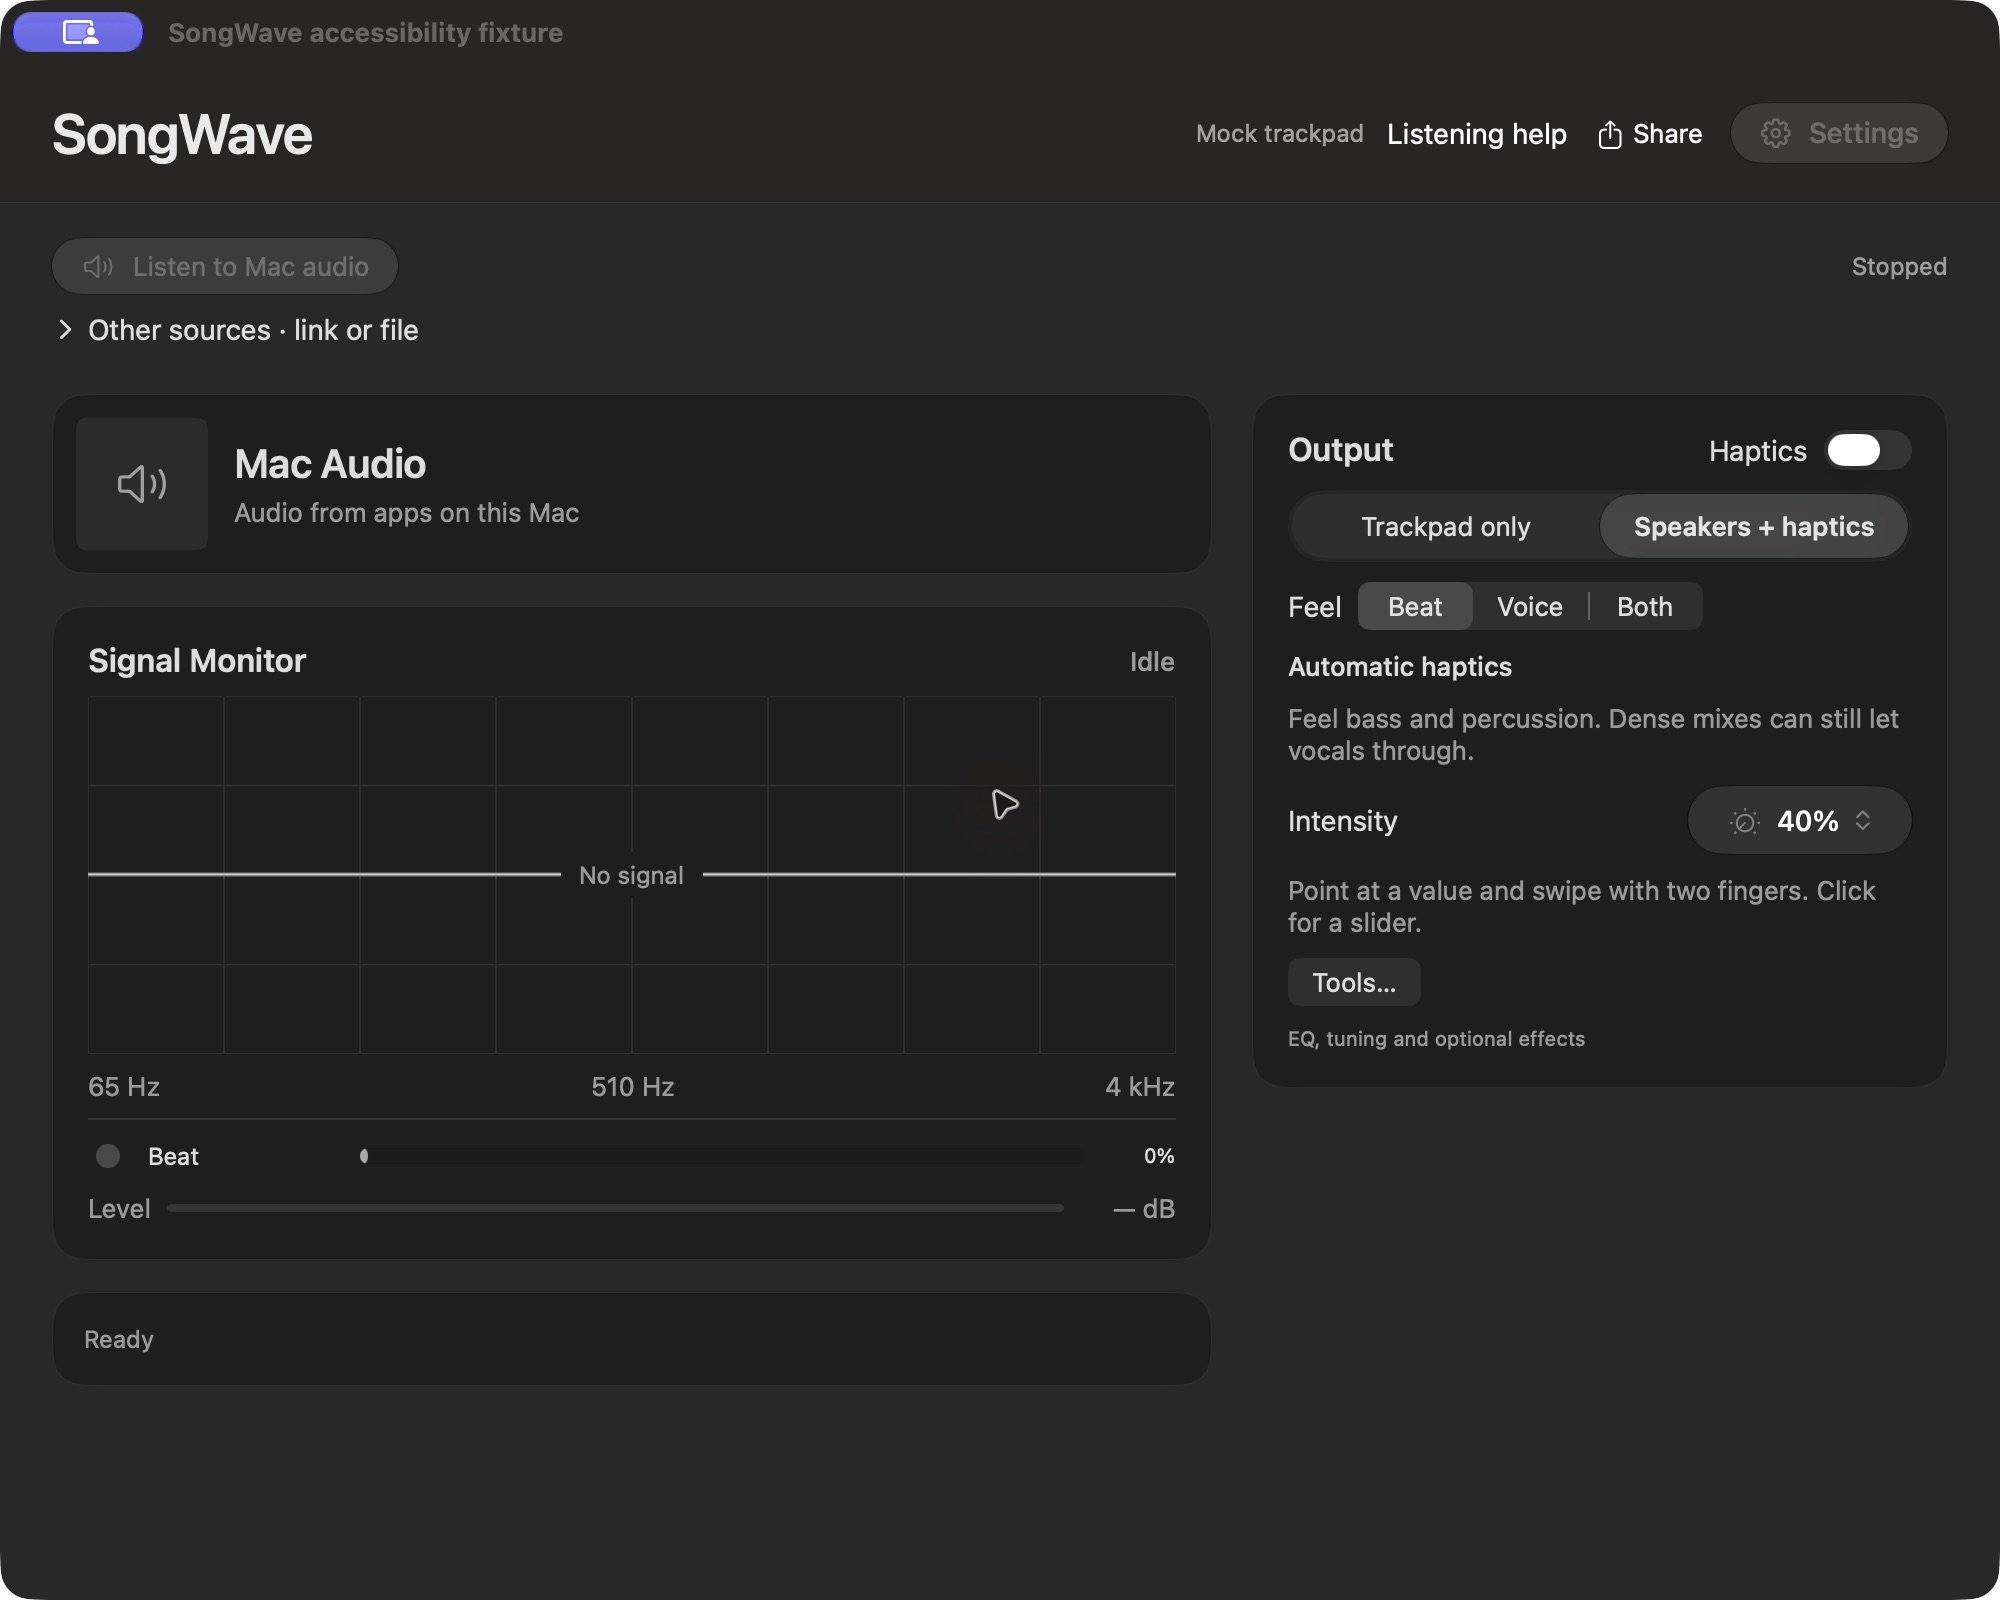 SongWave accessibility fixture
SongWave
Mock trackpad
Listening help
Share
Settings
Listen to Mac audio
Stopped
Other sources · link or file
Mac Audio
Audio from apps on this Mac
Signal Monitor
Idle
No signal
65 Hz
510 Hz
4 kHz
Beat
0%
Level
— dB
Ready
Output
Haptics
Trackpad only
Speakers + haptics
Feel
Beat
Voice
Both
Automatic haptics
Feel bass and percussion. Dense mixes can still let
vocals through.
Intensity
40%
Point at a value and swipe with two fingers. Click
for a slider.
Tools...
EQ, tuning and optional effects